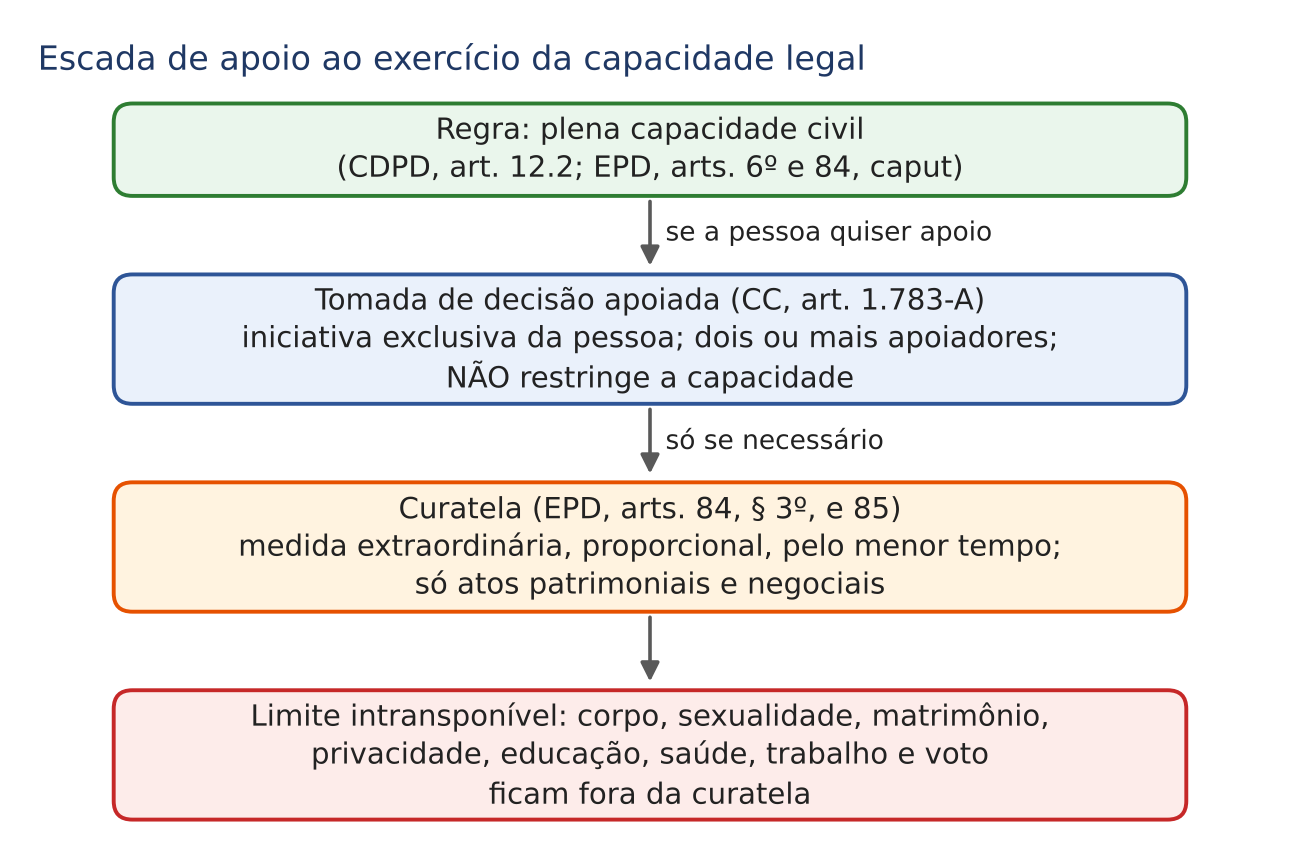 Escada de apoio ao exercício da capacidade legal
Regra: plena capacidade civil
(CDPD, art. 12.2; EPD, arts. 6º e 84, caput)
se a pessoa quiser apoio
Tomada de decisão apoiada (CC, art. 1.783-A)
iniciativa exclusiva da pessoa; dois ou mais apoiadores;
NÃO restringe a capacidade
só se necessário
Curatela (EPD, arts. 84, § 3º, e 85)
medida extraordinária, proporcional, pelo menor tempo;
só atos patrimoniais e negociais
Limite intransponível: corpo, sexualidade, matrimônio,
privacidade, educação, saúde, trabalho e voto
ficam fora da curatela